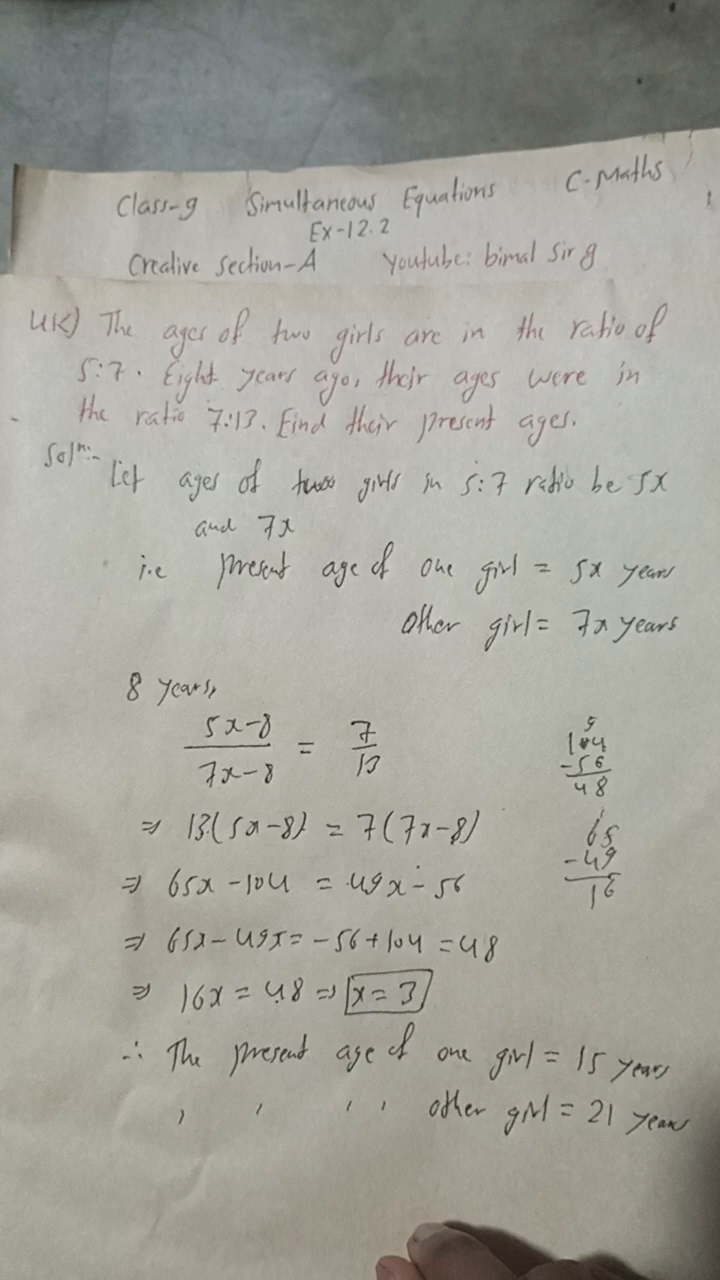 Class-9 Simultaneous Equations C-Maths
Ex-12.2
Creative section-A Youtube: bimal sir g
4K) The ages of two girls are in the ratio of
5:7. Eight years ago, their ages were in
the ratio 7:13. Find their present ages.
Solⁿ:-
Let ages of two girls in 5:7 ratio be 5x
and 7x
i.e present age of one girl = 5x years
Other girl = 7x years
8 years,
5x-8 / 7x-8 = 7/13
⇒ 13(5x-8) = 7(7x-8)
⇒ 65x - 104 = 49x - 56
⇒ 65x - 49x = -56 + 104 = 48
⇒ 16x = 48 ⇒ x = 3
∴ The present age of one girl = 15 years
, , , , other girl = 21 years
104
-56
48
65
-49
16